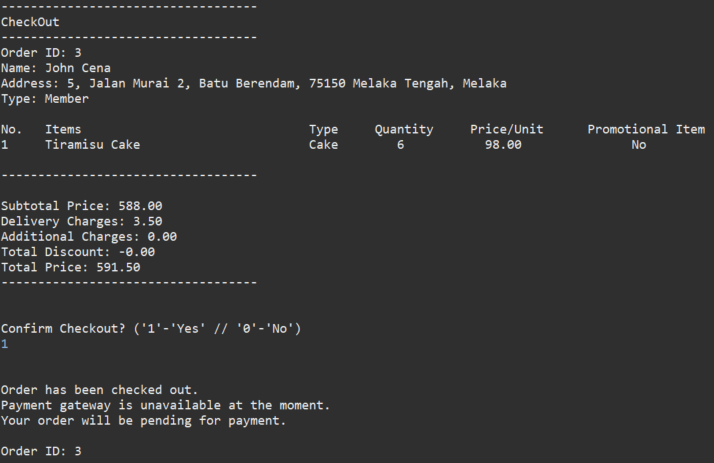 -----------------------------------
CheckOut
-----------------------------------
Order ID: 3
Name: John Cena
Address: 5, Jalan Murai 2, Batu Berendam, 75150 Melaka Tengah, Melaka
Type: Member
No. Items Type Quantity Price/Unit Promotional Item
1 Tiramisu Cake Cake 6 98.00 No
-----------------------------------
Subtotal Price: 588.00
Delivery Charges: 3.50
Additional Charges: 0.00
Total Discount: -0.00
Total Price: 591.50
-----------------------------------
Confirm Checkout? ('1'-'Yes' // '0'-'No')
1
Order has been checked out.
Payment gateway is unavailable at the moment.
Your order will be pending for payment.
Order ID: 3